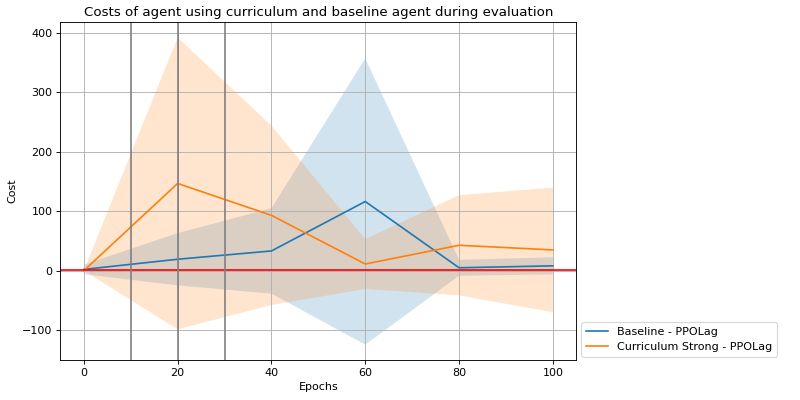 Costs of agent using curriculum and baseline agent during evaluation
400
300
200
100
0
−100
Cost
0 20 40 60 80 100
Epochs
Baseline - PPOLag
Curriculum Strong - PPOLag